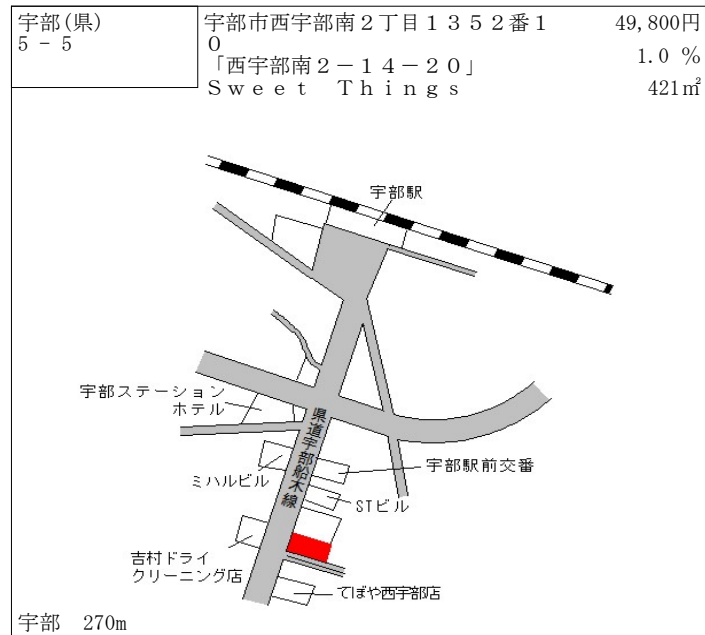 宇部(県)
5 - 5
宇部市西宇部南２丁目１３５２番１
０
「西宇部南２－１４－２０」
Ｓｗｅｅｔ　Ｔｈｉｎｇｓ
49,800円
1.0 %
421㎡
宇部駅
宇部ステーション
ホテル
県道宇部船木線
ミハルビル
宇部駅前交番
STビル
吉村ドライ
クリーニング店
てぼや西宇部店
宇部　270m